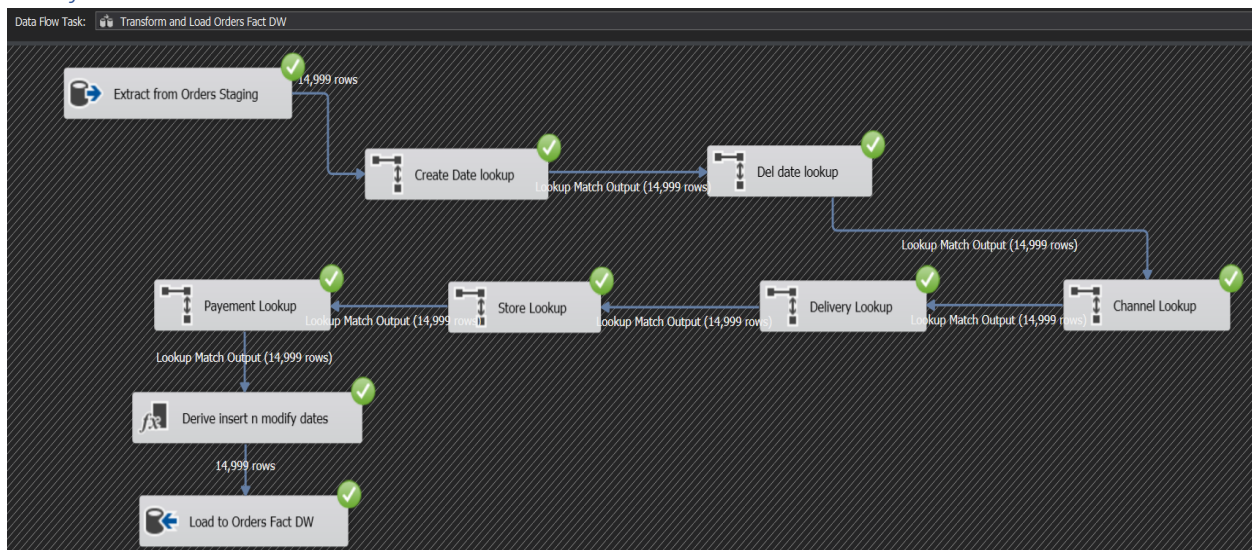 Data Flow Task: Transform and Load Orders Fact DW
14,999 rows
Extract from Orders Staging
Create Date lookup
Lookup Match Output (14,999 rows
Del date lookup
Lookup Match Output (14,999 rows)
Channel Lookup
Lookup Match Output (14,999 rows)
Delivery Lookup
Lookup Match Output (14,999 rows)
Store Lookup
Lookup Match Output (14,999 rows)
Payement Lookup
Lookup Match Output (14,999 rows)
Derive insert n modify dates
14,999 rows
Load to Orders Fact DW